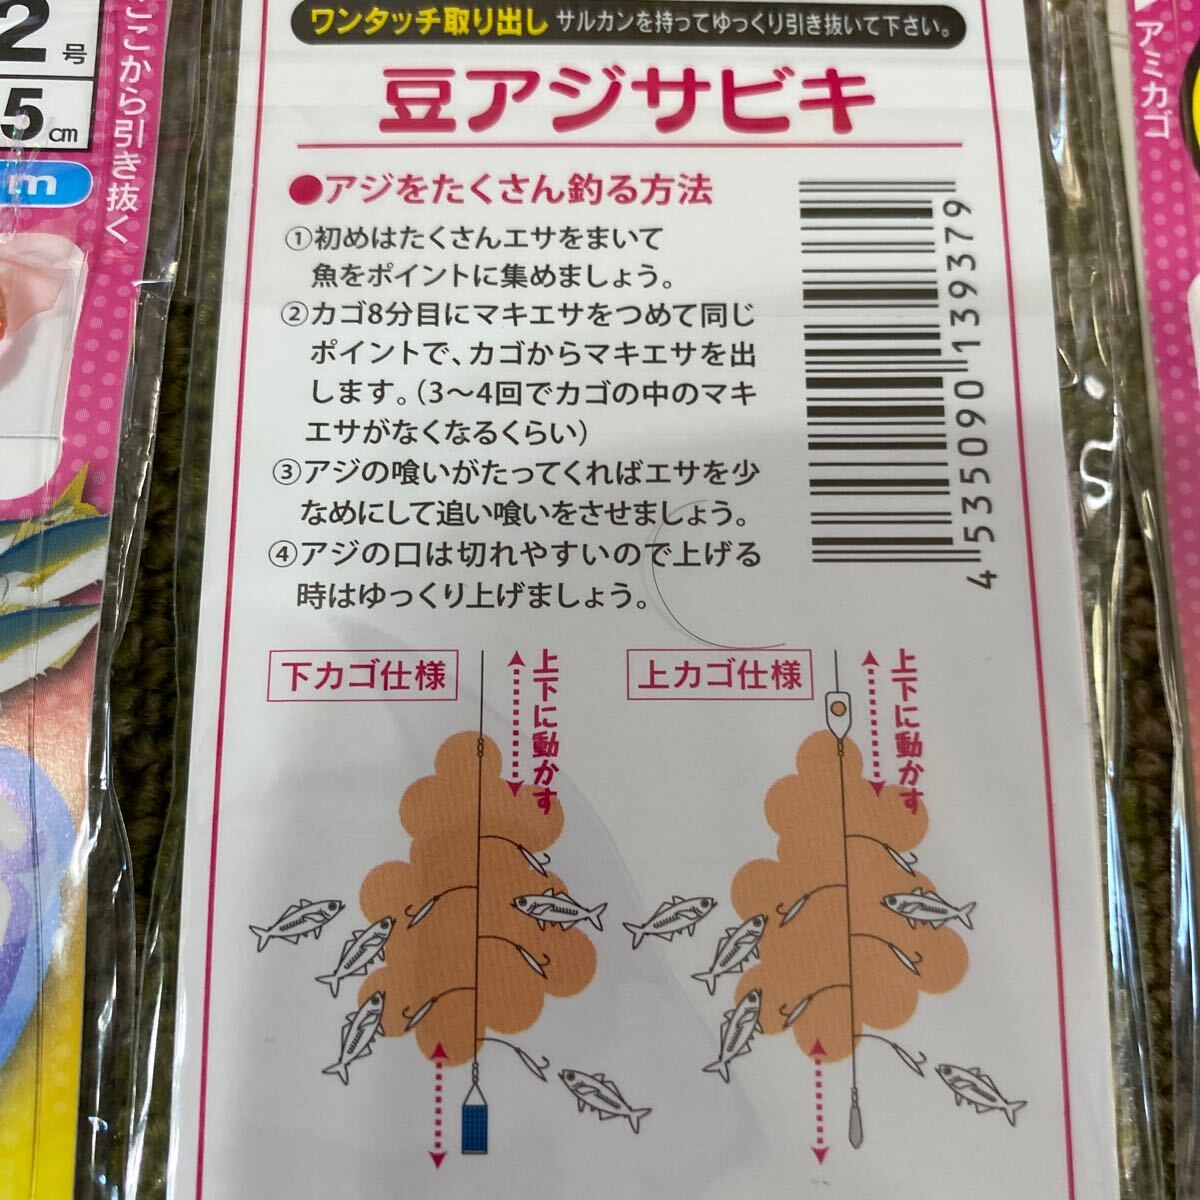 ワンタッチ取り出し サルカンを持ってゆっくり引き抜いて下さい。
豆アジサビキ
●アジをたくさん釣る方法
①初めはたくさんエサをまいて
魚をポイントに集めましょう。
②カゴ8分目にマキエサをつめて同じ
ポイントで、カゴからマキエサを出
します。(3〜4回でカゴの中のマキ
エサがなくなるくらい)
③アジの喰いがたってくればエサを少
なめにして追い喰いをさせましょう。
④アジの口は切れやすいので上げる
時はゆっくり上げましょう。
4535090139379
下カゴ仕様
上下に動かす
上カゴ仕様
上下に動かす
ここから引き抜く
2号
5cm
m
アミカゴ